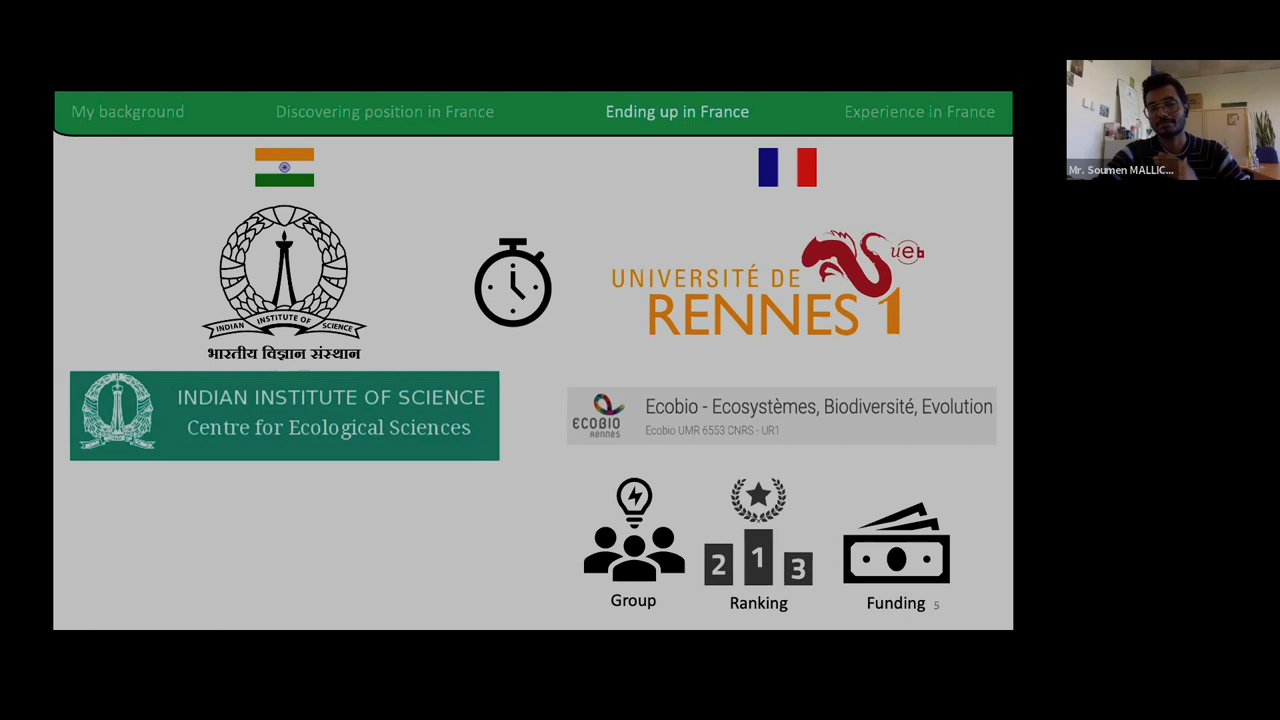 My background
Discovering position in France
Ending up in France
Experience in France
INDIAN INSTITUTE OF SCIENCE
भारतीय विज्ञान संस्थान
UNIVERSITÉ DE
RENNES 1
ueb
INDIAN INSTITUTE OF SCIENCE
Centre for Ecological Sciences
ECOBIO
RENNES
Ecobio - Ecosystèmes, Biodiversité, Evolution
Ecobio UMR 6553 CNRS - UR1
2 1 3
Group
Ranking
Funding
5
Mr. Soumen MALLIC...